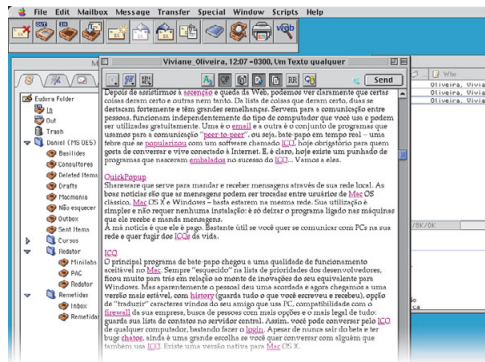 File Edit Mailbox Message Transfer Special Window Scripts Help
Viviane_Oliveira, 12:07 -0300, Um Texto qualquer
Send
Who
Oliveira, Vivia
Oliveira, Vivia
Eudora Folder
In
Out
Trash
Daniel (MS OE5)
Basilides
Consultores
Deleted Items
Drafts
Macmania
Não esquecer
Outbox
Sent Items
Cursos
Redator
Minilabo
PAC
Redator
Remetidos
Inbox
Remetidas
Depois de assistirmos à ascenção e queda da Web, podemos ver claramente que certas
coisas deram certo e outras nem tanto. Da lista de coisas que deram certo, duas se
destacam fortemente e têm grandes semelhanças. Servem para a comunicação entre
pessoas, funcionam independentemente do tipo de computador que você usa e podem
ser utilizadas gratuitamente. Uma é o email e a outra é o conjunto de programas que
usamos para a comunicação "peer-to-peer", ou seja, bate-papo em tempo real – uma
febre que se popularizou com um software chamado ICQ, hoje obrigatório para quem
gosta de conversar e vive conectado à Internet. E, é claro, hoje existe um punhado de
programas que nasceram embalados no sucesso do ICQ... Vamos a eles.
QuickPopup
Shareware que serve para mandar e receber mensagens através de sua rede local. As
boas notícias são que as mensagens podem ser trocadas entre usuários de Mac OS
clássico, Mac OS X e Windows – basta estarem na mesma rede. Sua utilização é
simples e não requer nenhuma instalação: é só deixar o programa ligado nas máquinas
que ele recebe e manda mensagens.
A má notícia é que ele é pago. Bastante útil se você quer se comunicar com PCs na sua
rede e quer fugir dos ICQs da vida.
ICQ
O principal programa de bate-papo chegou a uma qualidade de funcionamento
aceitável no Mac. Sempre "esquecido" na lista de prioridades dos desenvolvedores,
ficou muito para trás em relação ao monte de inovações do seu equivalente para
Windows. Mas aparentemente o pessoal deu uma acordada e agora chegamos a uma
versão mais estável, com history (guarda tudo o que você escreveu e recebeu), opção
de "traduzir" caracteres vindos do seu amigo que usa PC, compatibilidade com o
firewall da sua empresa, busca de pessoas com mais opções e o mais legal de tudo:
guarda sua lista de contatos no servidor central. Assim, você pode conversar pelo ICQ
de qualquer computador, bastando fazer o login. Apesar de nunca sair do beta e ter
bugs chatos, ainda é uma grande escolha se você quer conversar com alguém que
também usa ICQ. Existe uma versão nativa para Mac OS X.